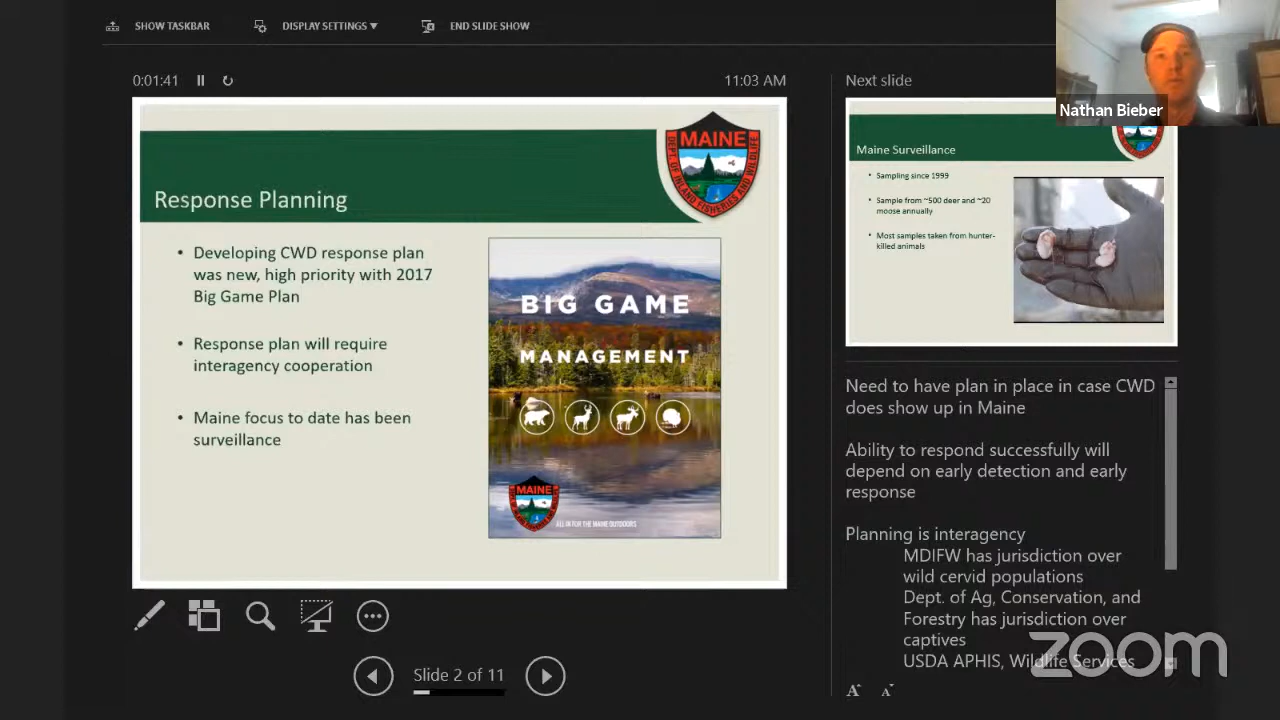 SHOW TASKBAR
DISPLAY SETTINGS ▼
END SLIDE SHOW
0:01:41
11:03 AM
MAINE
DEPT. OF INLAND FISHERIES AND WILDLIFE
Response Planning
• Developing CWD response plan
was new, high priority with 2017
Big Game Plan
• Response plan will require
interagency cooperation
• Maine focus to date has been
surveillance
BIG GAME
MANAGEMENT
MAINE
ALL IN FOR THE MAINE OUTDOORS
Slide 2 of 11
Next slide
Nathan Bieber
Maine Surveillance
• Sampling since 1999
• Sample from ~500 deer and ~20
moose annually
• Most samples taken from hunter-
killed animals
Need to have plan in place in case CWD
does show up in Maine
Ability to respond successfully will
depend on early detection and early
response
Planning is interagency
MDIFW has jurisdiction over
wild cervid populations
Dept. of Ag, Conservation, and
Forestry has jurisdiction over
captives
USDA APHIS, Wildlife Services
zoom
A A